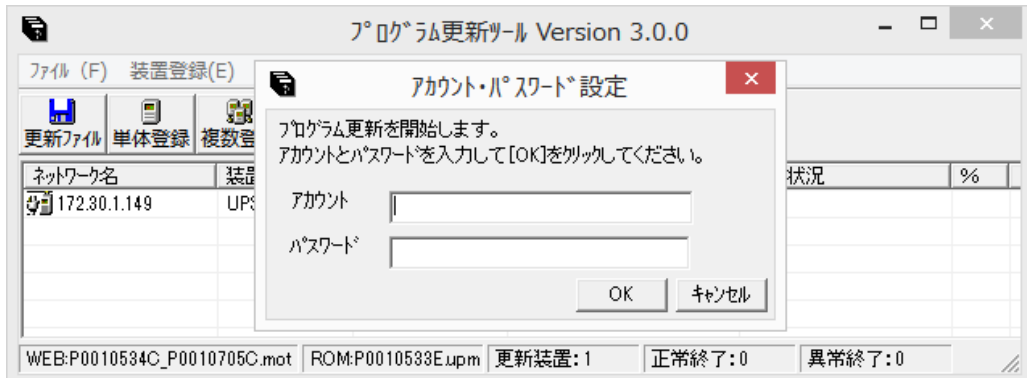 プログラム更新ツール Version 3.0.0
ファイル (F) 装置登録(E)
アカウント・パスワード設定
更新ファイル 単体登録 複数登
プログラム更新を開始します。
アカウントとパスワードを入力して[OK]をクリックしてください。
ネットワーク名 装置 状況 %
172.30.1.149 UPS
アカウント
パスワード
OK キャンセル
WEB:P0010534C_P0010705C.mot ROM:P0010533E.upm 更新装置:1 正常終了:0 異常終了:0